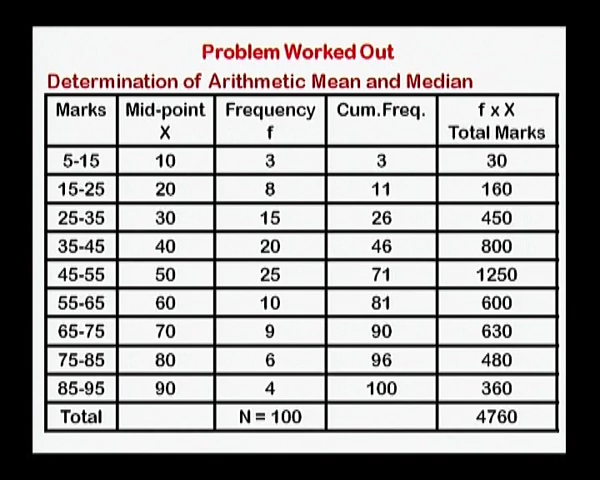 Problem Worked Out
Determination of Arithmetic Mean and Median
Marks Mid-point Frequency Cum.Freq. f x X
X f Total Marks
5-15 10 3 3 30
15-25 20 8 11 160
25-35 30 15 26 450
35-45 40 20 46 800
45-55 50 25 71 1250
55-65 60 10 81 600
65-75 70 9 90 630
75-85 80 6 96 480
85-95 90 4 100 360
Total N = 100 4760